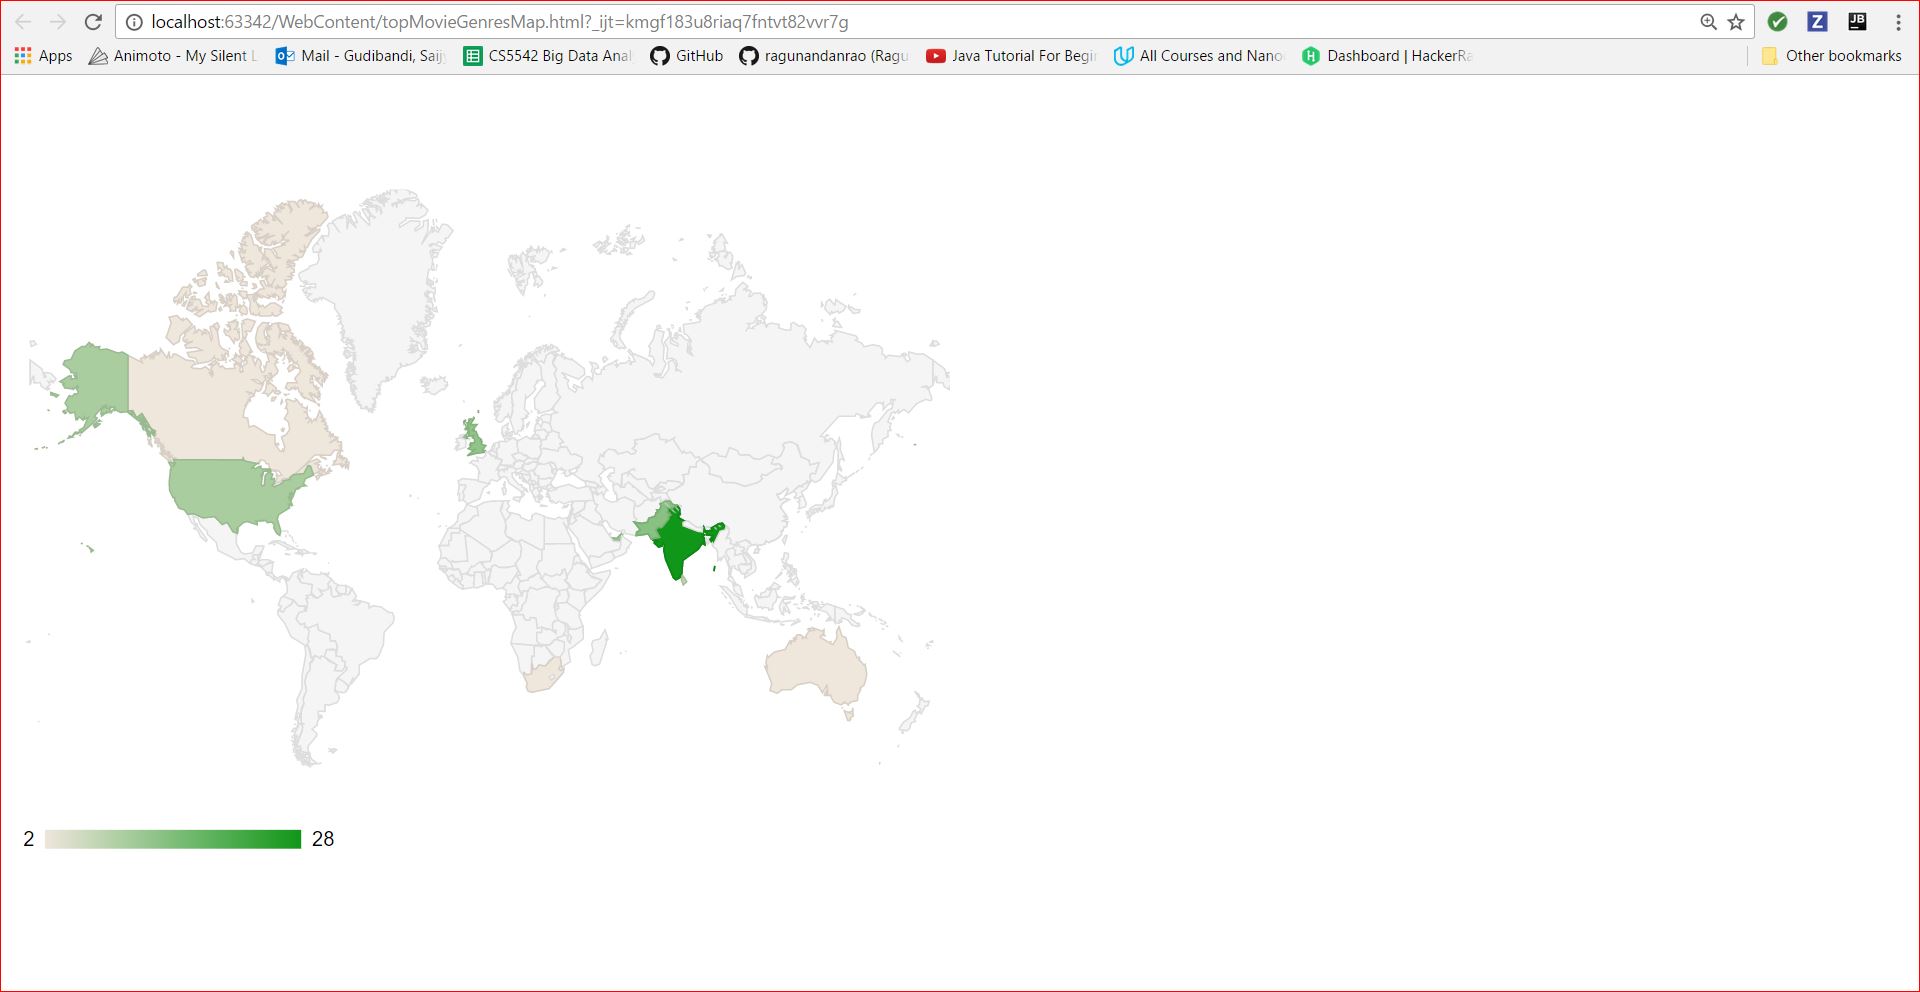 localhost:63342/WebContent/topMovieGenresMap.html?_ijt=kmgf183u8riaq7fntvt82vvr7g
Z
JB
Apps Animoto - My Silent L Mail - Gudibandi, Saij CS5542 Big Data Anal GitHub ragunandanrao (Ragu Java Tutorial For Begi All Courses and Nano Dashboard | HackerRa Other bookmarks
2 28